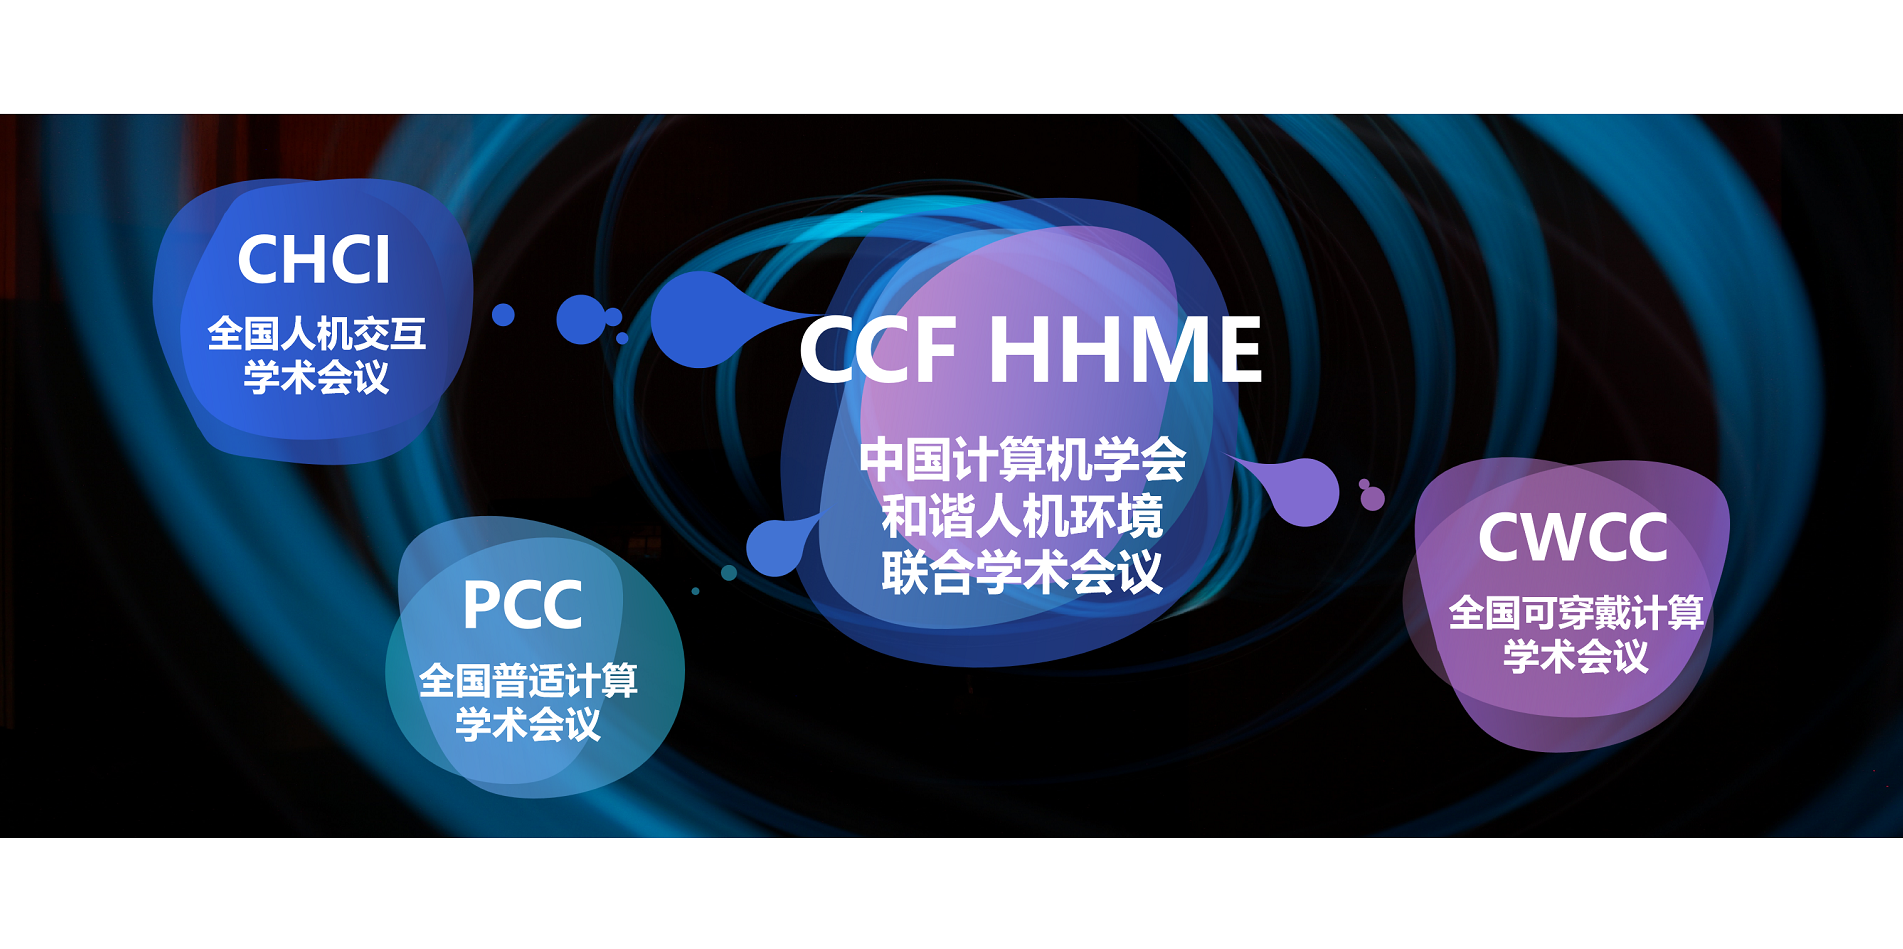 CHCI
全国人机交互
学术会议
CCF HHME
中国计算机学会
和谐人机环境
联合学术会议
PCC
全国普适计算
学术会议
CWCC
全国可穿戴计算
学术会议